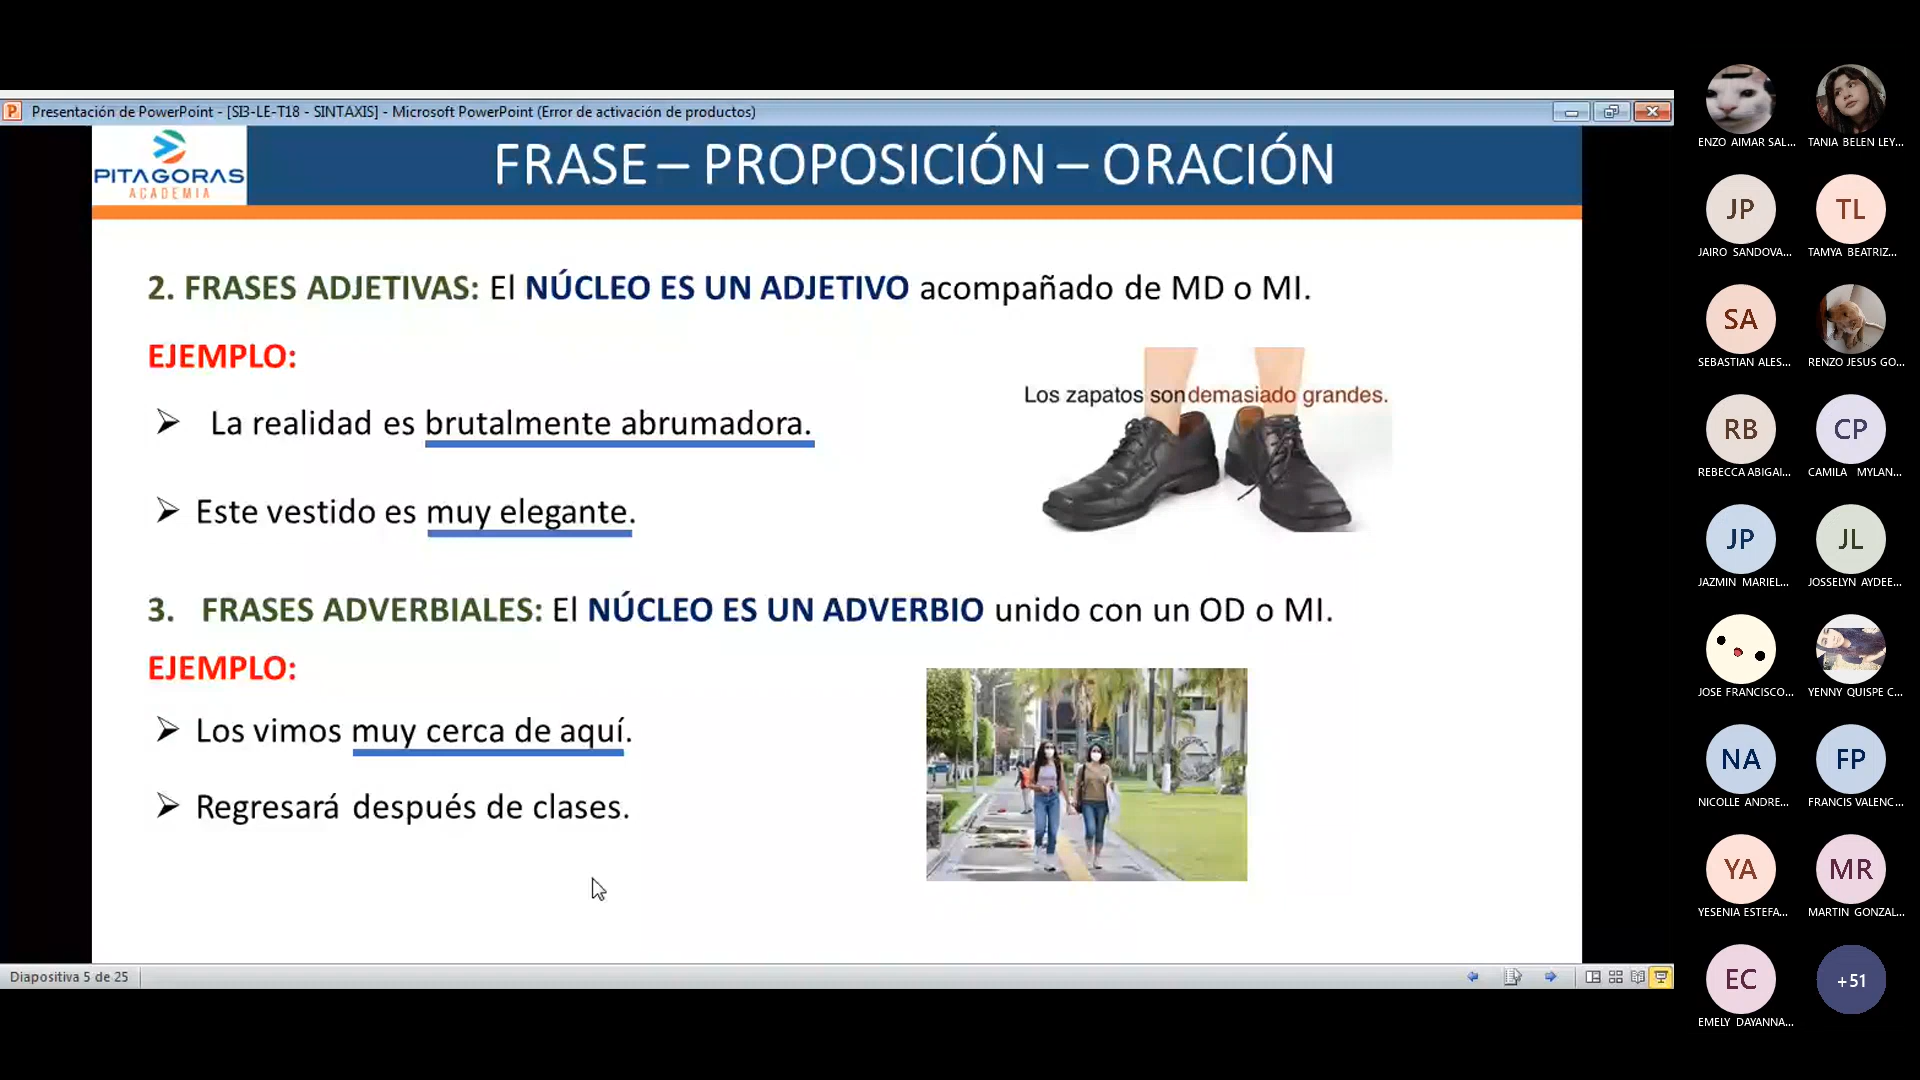 Presentación de PowerPoint - [SI3-LE-T18 - SINTAXIS] - Microsoft PowerPoint (Error de activación de productos)
PITAGORAS
ACADEMIA
FRASE – PROPOSICIÓN – ORACIÓN
2. FRASES ADJETIVAS: El NÚCLEO ES UN ADJETIVO acompañado de MD o MI.
EJEMPLO:
La realidad es brutalmente abrumadora.
Los zapatos son demasiado grandes.
Este vestido es muy elegante.
3. FRASES ADVERBIALES: El NÚCLEO ES UN ADVERBIO unido con un OD o MI.
EJEMPLO:
Los vimos muy cerca de aquí.
Regresará después de clases.
Diapositiva 5 de 25
ENZO AIMAR SAL...
TANIA BELEN LEY...
JP
TL
JAIRO SANDOVA...
TAMYA BEATRIZ...
SA
SEBASTIAN ALES...
RENZO JESUS GO...
RB
CP
REBECCA ABIGAI...
CAMILA MYLAN...
JP
JL
JAZMIN MARIEL...
JOSSELYN AYDEE...
JOSE FRANCISCO...
YENNY QUISPE C...
NA
FP
NICOLLE ANDRE...
FRANCIS VALENC...
YA
MR
YESENIA ESTEFA...
MARTIN GONZAL...
EC
+51
EMELY DAYANNA...